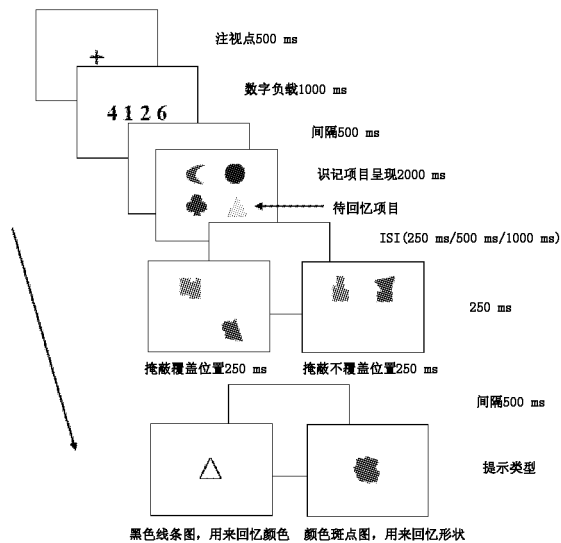 注视点500 ms
数字负载1000 ms
4 1 2 6
间隔500 ms
识记项目呈现2000 ms
待回忆项目
ISI(250 ms/500 ms/1000 ms)
250 ms
掩蔽覆盖位置250 ms 掩蔽不覆盖位置250 ms
间隔500 ms
提示类型
黑色线条图，用来回忆颜色 颜色斑点图，用来回忆形状